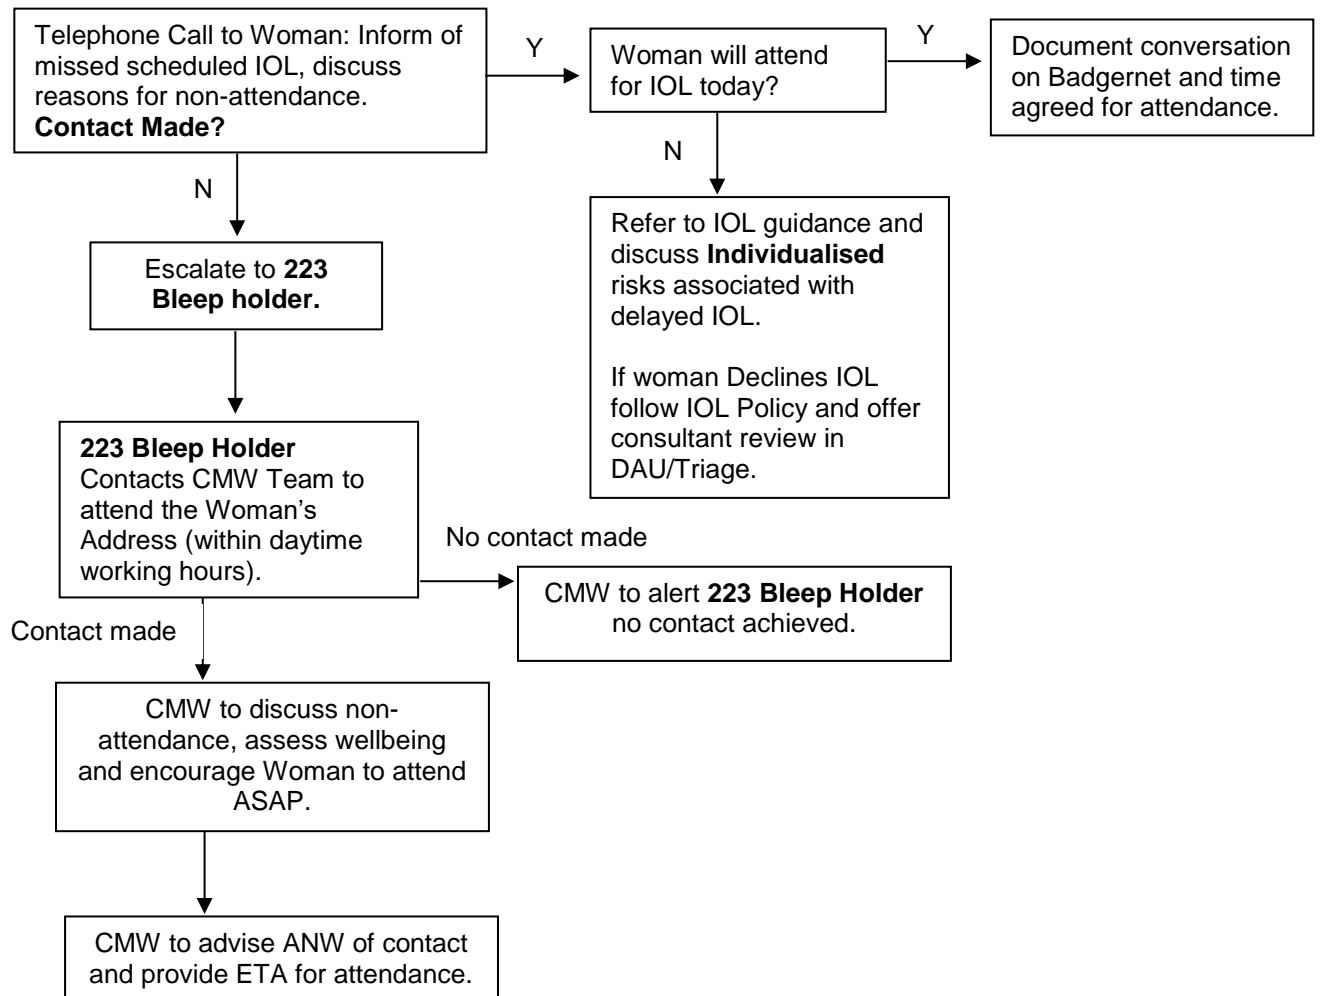 Telephone Call to Woman: Inform of
missed scheduled IOL, discuss
reasons for non-attendance.
Contact Made?
Y
Woman will attend
for IOL today?
Y
Document conversation
on Badgernet and time
agreed for attendance.
N
N
Refer to IOL guidance and
discuss Individualised
risks associated with
delayed IOL.
If woman Declines IOL
follow IOL Policy and offer
consultant review in
DAU/Triage.
Escalate to 223
Bleep holder.
223 Bleep Holder
Contacts CMW Team to
attend the Woman's
Address (within daytime
working hours).
No contact made
CMW to alert 223 Bleep Holder
no contact achieved.
Contact made
CMW to discuss non-
attendance, assess wellbeing
and encourage Woman to attend
ASAP.
CMW to advise ANW of contact
and provide ETA for attendance.